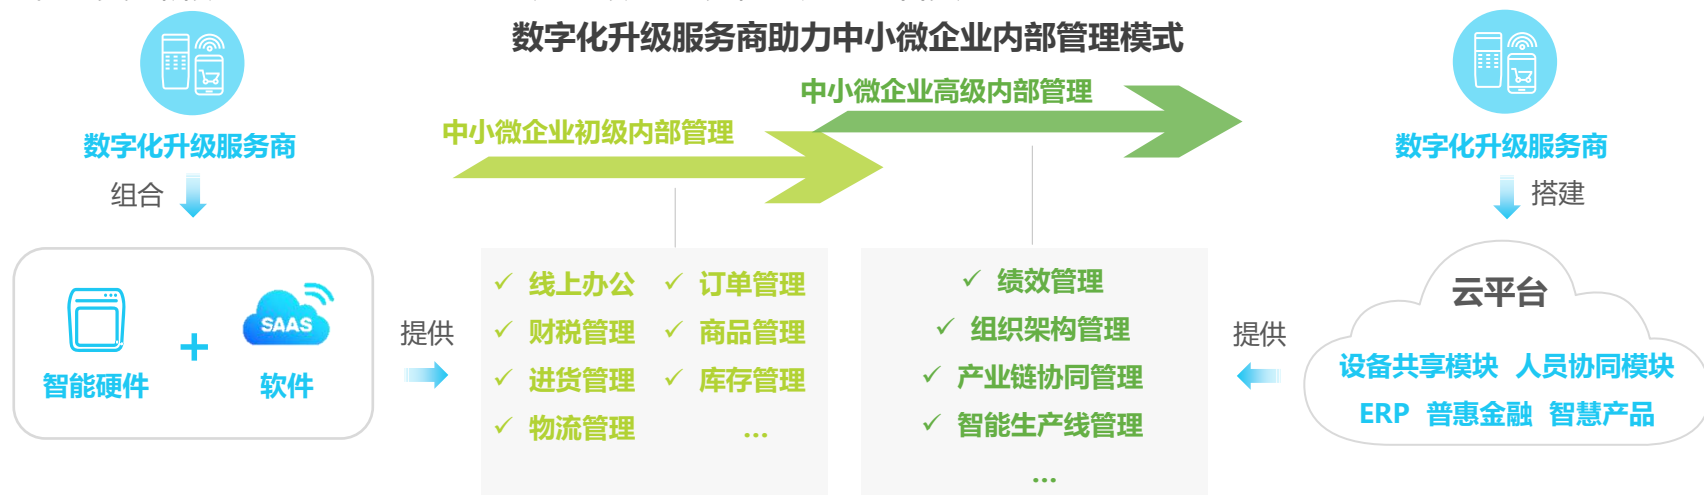 数字化升级服务商助力中小微企业内部管理模式
数字化升级服务商
组合
智能硬件
+
SAAS
软件
提供
中小微企业初级内部管理
✓ 线上办公 ✓ 订单管理
✓ 财税管理 ✓ 商品管理
✓ 进货管理 ✓ 库存管理
✓ 物流管理 ...
中小微企业高级内部管理
✓ 绩效管理
✓ 组织架构管理
✓ 产业链协同管理
✓ 智能生产线管理
...
数字化升级服务商
搭建
云平台
设备共享模块 人员协同模块
ERP 普惠金融 智慧产品
提供